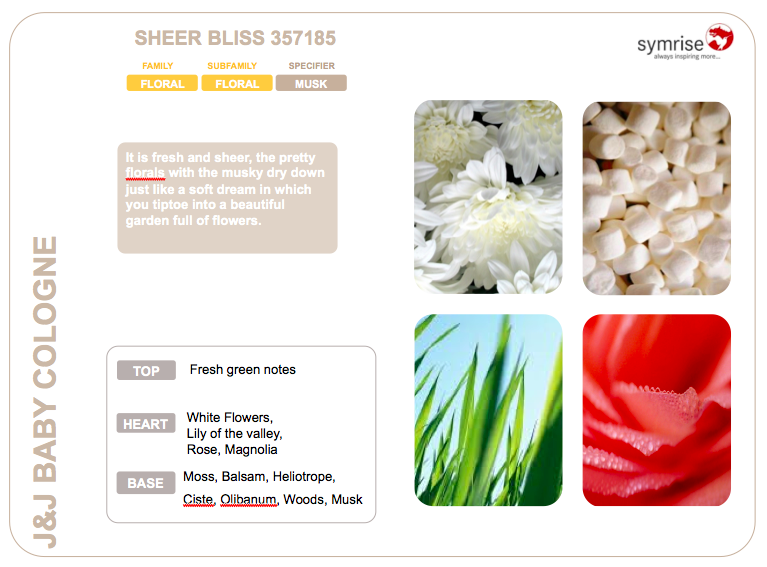 SHEER BLISS 357185
symrise
always inspiring more...
FAMILY
SUBFAMILY
SPECIFIER
FLORAL
FLORAL
MUSK
It is fresh and sheer, the pretty
florals with the musky dry down
just like a soft dream in which
you tiptoe into a beautiful
garden full of flowers.
J&J BABY COLOGNE
TOP
Fresh green notes
HEART
White Flowers,
Lily of the valley,
Rose, Magnolia
BASE
Moss, Balsam, Heliotrope,
Ciste, Olibanum, Woods, Musk